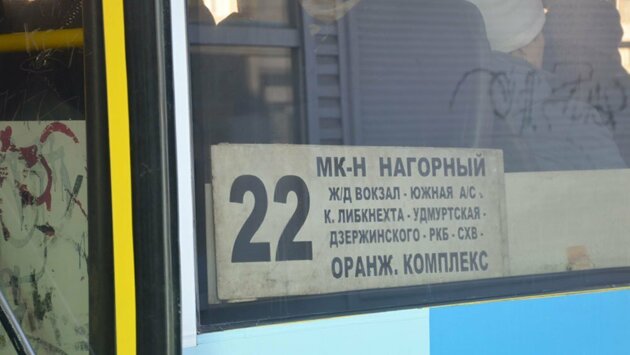 22
МК-Н НАГОРНЫЙ
Ж/Д ВОКЗАЛ - ЮЖНАЯ А/С -
К. ЛИБКНЕХТА - УДМУРТСКАЯ -
ДЗЕРЖИНСКОГО - РКБ - СХВ -
ОРАНЖ. КОМПЛЕКС